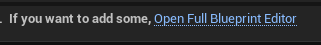 . If you want to add some, Open Full Blueprint Editor